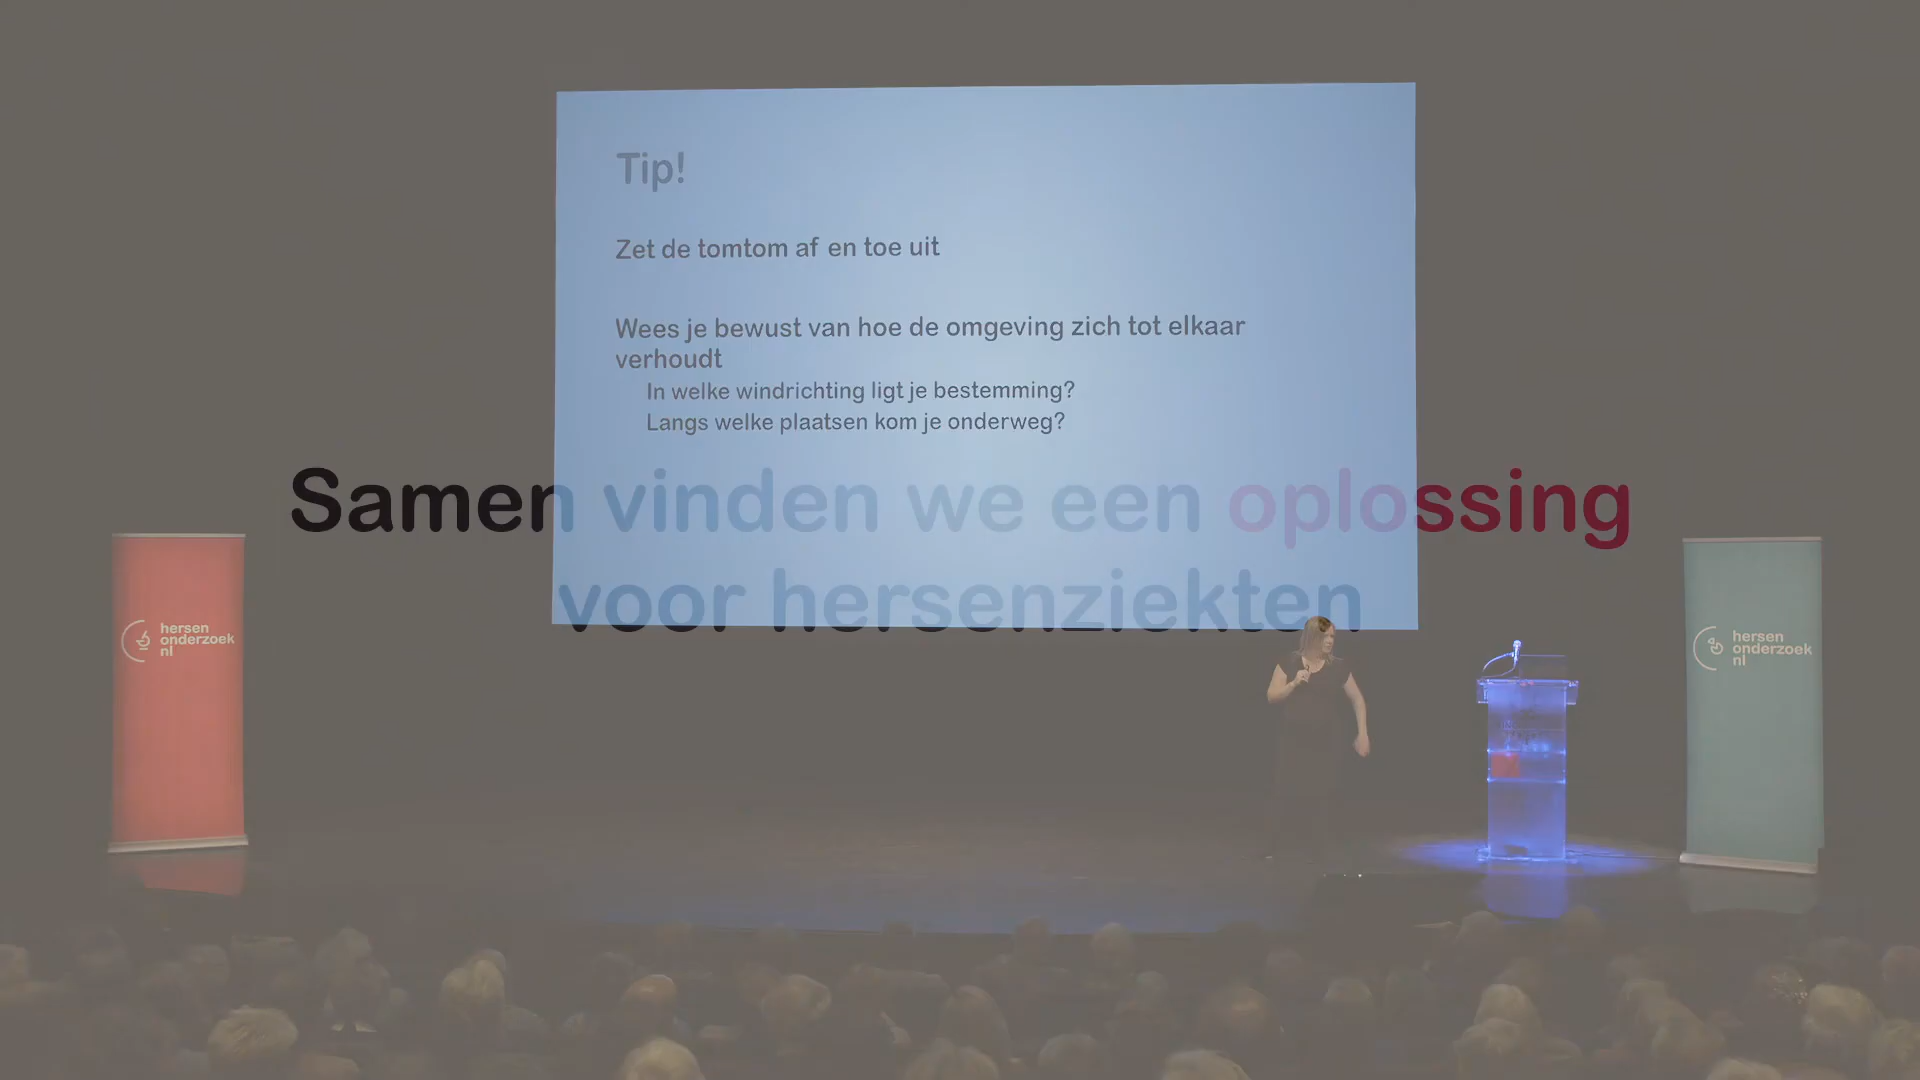 Tip!
Zet de tomtom af en toe uit
Wees je bewust van hoe de omgeving zich tot elkaar
verhoudt
In welke windrichting ligt je bestemming?
Langs welke plaatsen kom je onderweg?
Samen vinden we een oplossing
voor hersenziekten
hersen
onderzoek
nl
hersen
onderzoek
nl